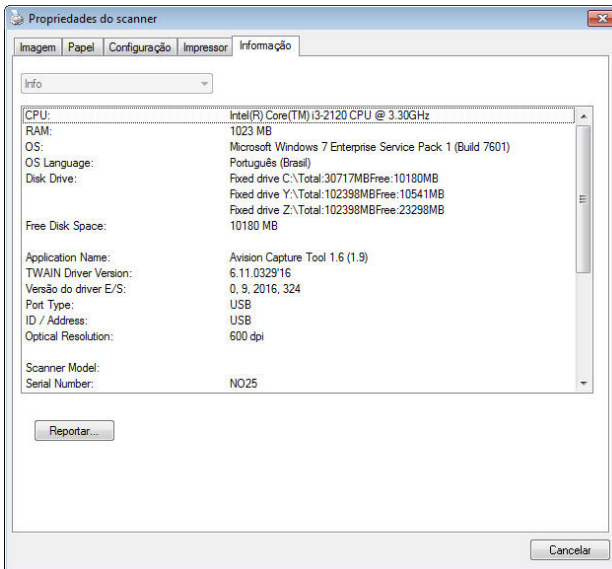 Propriedades do scanner
Imagem Papel Configuração Impressor Informação
Info
CPU: Intel(R) Core(TM) i3-2120 CPU @ 3.30GHz
RAM: 1023 MB
OS: Microsoft Windows 7 Enterprise Service Pack 1 (Build 7601)
OS Language: Português (Brasil)
Disk Drive: Fixed drive C:\Total:30717MBFree:10180MB
Fixed drive Y:\Total:102398MBFree:10541MB
Fixed drive Z:\Total:102398MBFree:23298MB
Free Disk Space: 10180 MB
Application Name: Avision Capture Tool 1.6 (1.9)
TWAIN Driver Version: 6.11.0329'16
Versão do driver E/S: 0, 9, 2016, 324
Port Type: USB
ID / Address: USB
Optical Resolution: 600 dpi
Scanner Model:
Serial Number: NO25
Reportar...
Cancelar